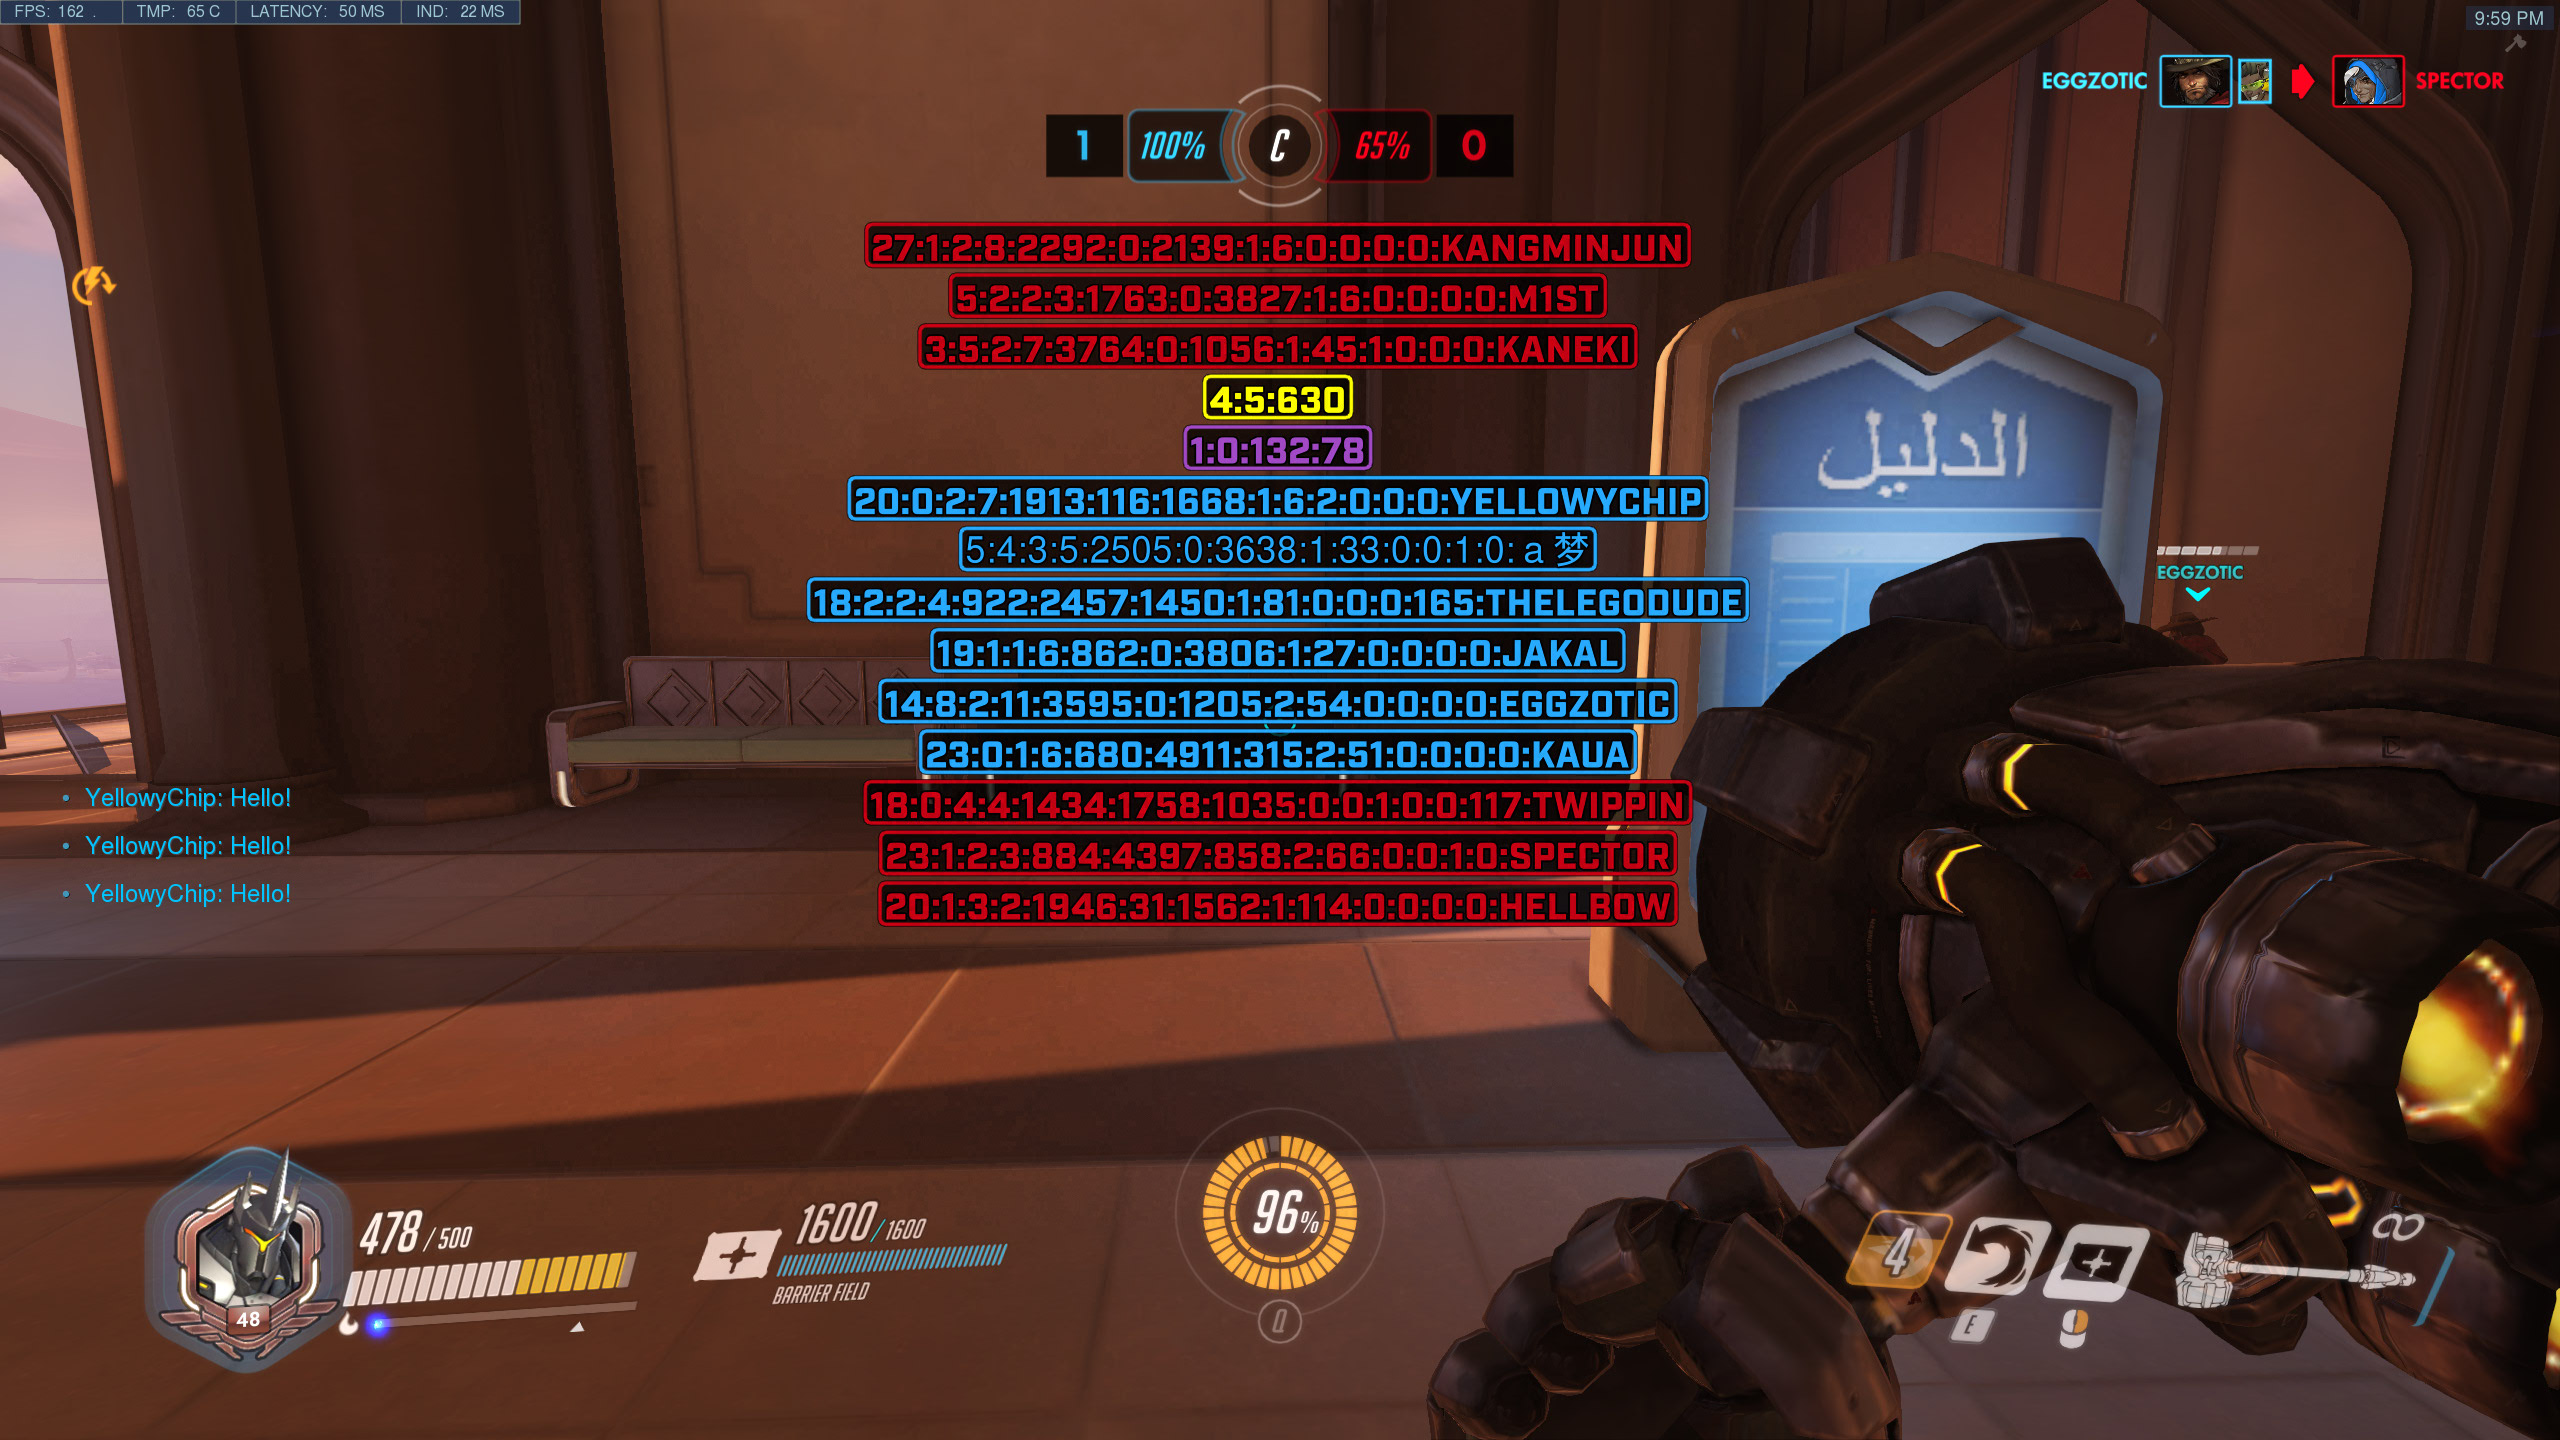 FPS: 162 . TMP: 65 C LATENCY: 50 MS IND: 22 MS
9:59 PM
EGGZOTIC SPECTOR
1 100% C 65% 0
27:1:2:8:2292:0:2139:1:6:0:0:0:0:KANGMINJUN
5:2:2:3:1763:0:3827:1:6:0:0:0:0:M1ST
3:5:2:7:3764:0:1056:1:45:1:0:0:0:KANEKI
4:5:630
1:0:132:78
20:0:2:7:1913:116:1668:1:6:2:0:0:0:YELLOWYCHIP
5:4:3:5:2505:0:3638:1:33:0:0:1:0: a 梦
18:2:2:4:922:2457:1450:1:81:0:0:0:165:THELEGODUDE
19:1:1:6:862:0:3806:1:27:0:0:0:0:JAKAL
14:8:2:11:3595:0:1205:2:54:0:0:0:0:EGGZOTIC
23:0:1:6:680:4911:315:2:51:0:0:0:0:KAUA
18:0:4:4:1434:1758:1035:0:0:1:0:0:117:TWIPPIN
23:1:2:3:884:4397:858:2:66:0:0:1:0:SPECTOR
20:1:3:2:1946:31:1562:1:114:0:0:0:0:HELLBOW
الدليل
EGGZOTIC
• YellowyChip: Hello!
• YellowyChip: Hello!
• YellowyChip: Hello!
478 / 500
48
1600 / 1600
BARRIER FIELD
96%
Q
4
E
∞